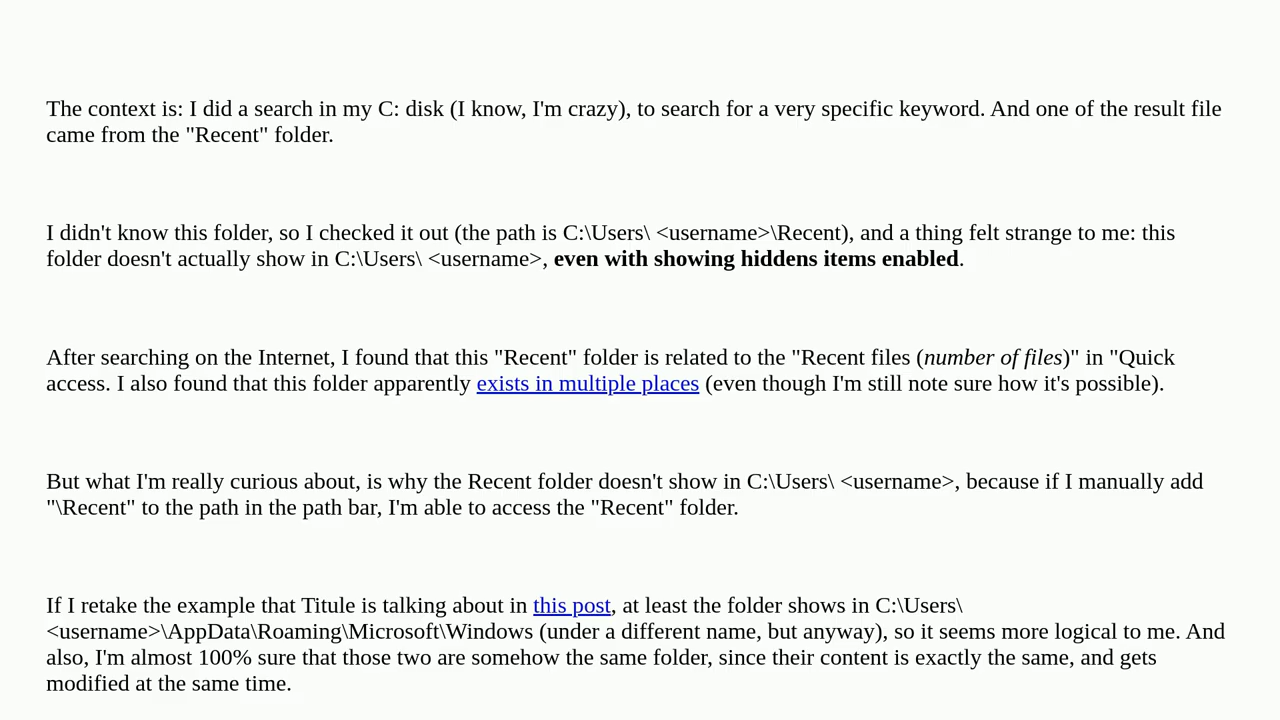 The context is: I did a search in my C: disk (I know, I'm crazy), to search for a very specific keyword. And one of the result file
came from the "Recent" folder.
I didn't know this folder, so I checked it out (the path is C:\Users\ <username>\Recent), and a thing felt strange to me: this
folder doesn't actually show in C:\Users\ <username>, even with showing hiddens items enabled.
After searching on the Internet, I found that this "Recent" folder is related to the "Recent files (number of files)" in "Quick
access. I also found that this folder apparently exists in multiple places (even though I'm still note sure how it's possible).
But what I'm really curious about, is why the Recent folder doesn't show in C:\Users\ <username>, because if I manually add
"\Recent" to the path in the path bar, I'm able to access the "Recent" folder.
If I retake the example that Titule is talking about in this post, at least the folder shows in C:\Users\
<username>\AppData\Roaming\Microsoft\Windows (under a different name, but anyway), so it seems more logical to me. And
also, I'm almost 100% sure that those two are somehow the same folder, since their content is exactly the same, and gets
modified at the same time.